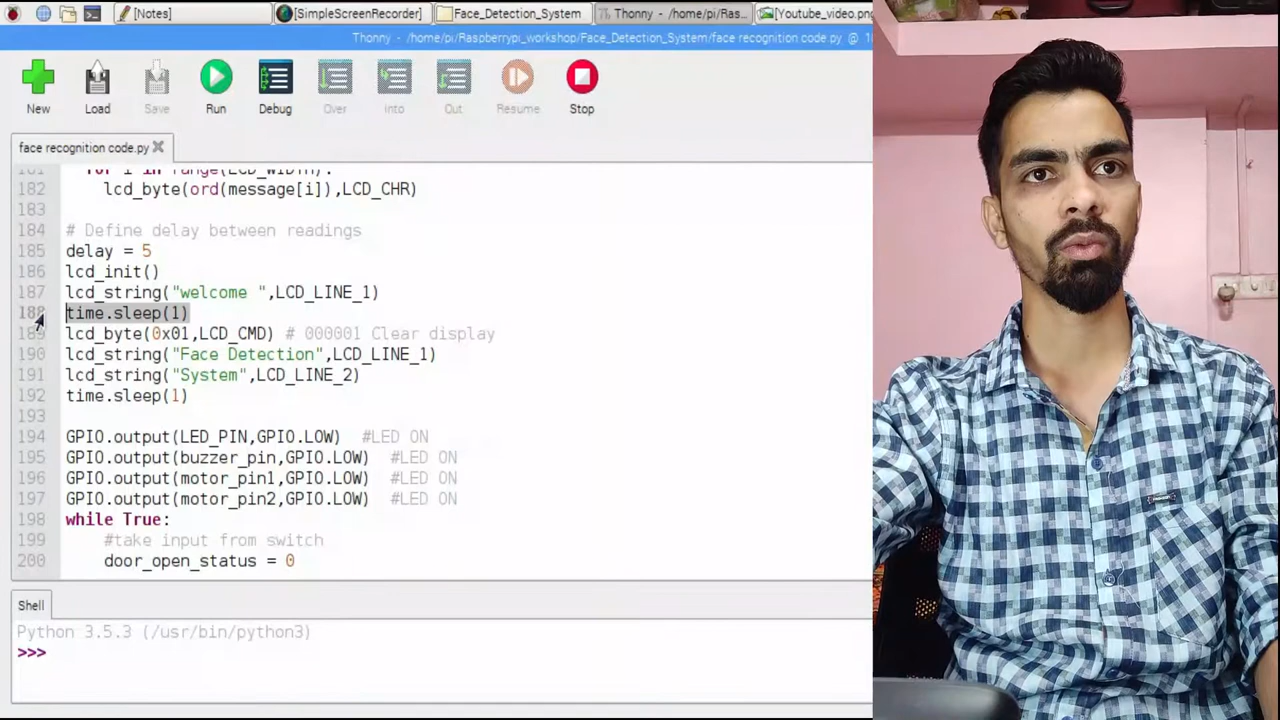 [Notes]
[SimpleScreenRecorder]
Face_Detection_System
Thonny - /home/pi/Ras...
[Youtube_video.pn
Thonny - /home/pi/Raspberrypi_workshop/Face_Detection_System/face recognition code.py @
New
Load
Save
Run
Debug
Over
Into
Out
Resume
Stop
face recognition code.py
181 for i in range(LCD_WIDTH):
182 lcd_byte(ord(message[i]),LCD_CHR)
183
184 # Define delay between readings
185 delay = 5
186 lcd_init()
187 lcd_string("welcome ",LCD_LINE_1)
188 time.sleep(1)
189 lcd_byte(0x01,LCD_CMD) # 000001 Clear display
190 lcd_string("Face Detection",LCD_LINE_1)
191 lcd_string("System",LCD_LINE_2)
192 time.sleep(1)
193
194 GPIO.output(LED_PIN,GPIO.LOW) #LED ON
195 GPIO.output(buzzer_pin,GPIO.LOW) #LED ON
196 GPIO.output(motor_pin1,GPIO.LOW) #LED ON
197 GPIO.output(motor_pin2,GPIO.LOW) #LED ON
198 while True:
199 #take input from switch
200 door_open_status = 0
Shell
Python 3.5.3 (/usr/bin/python3)
>>>